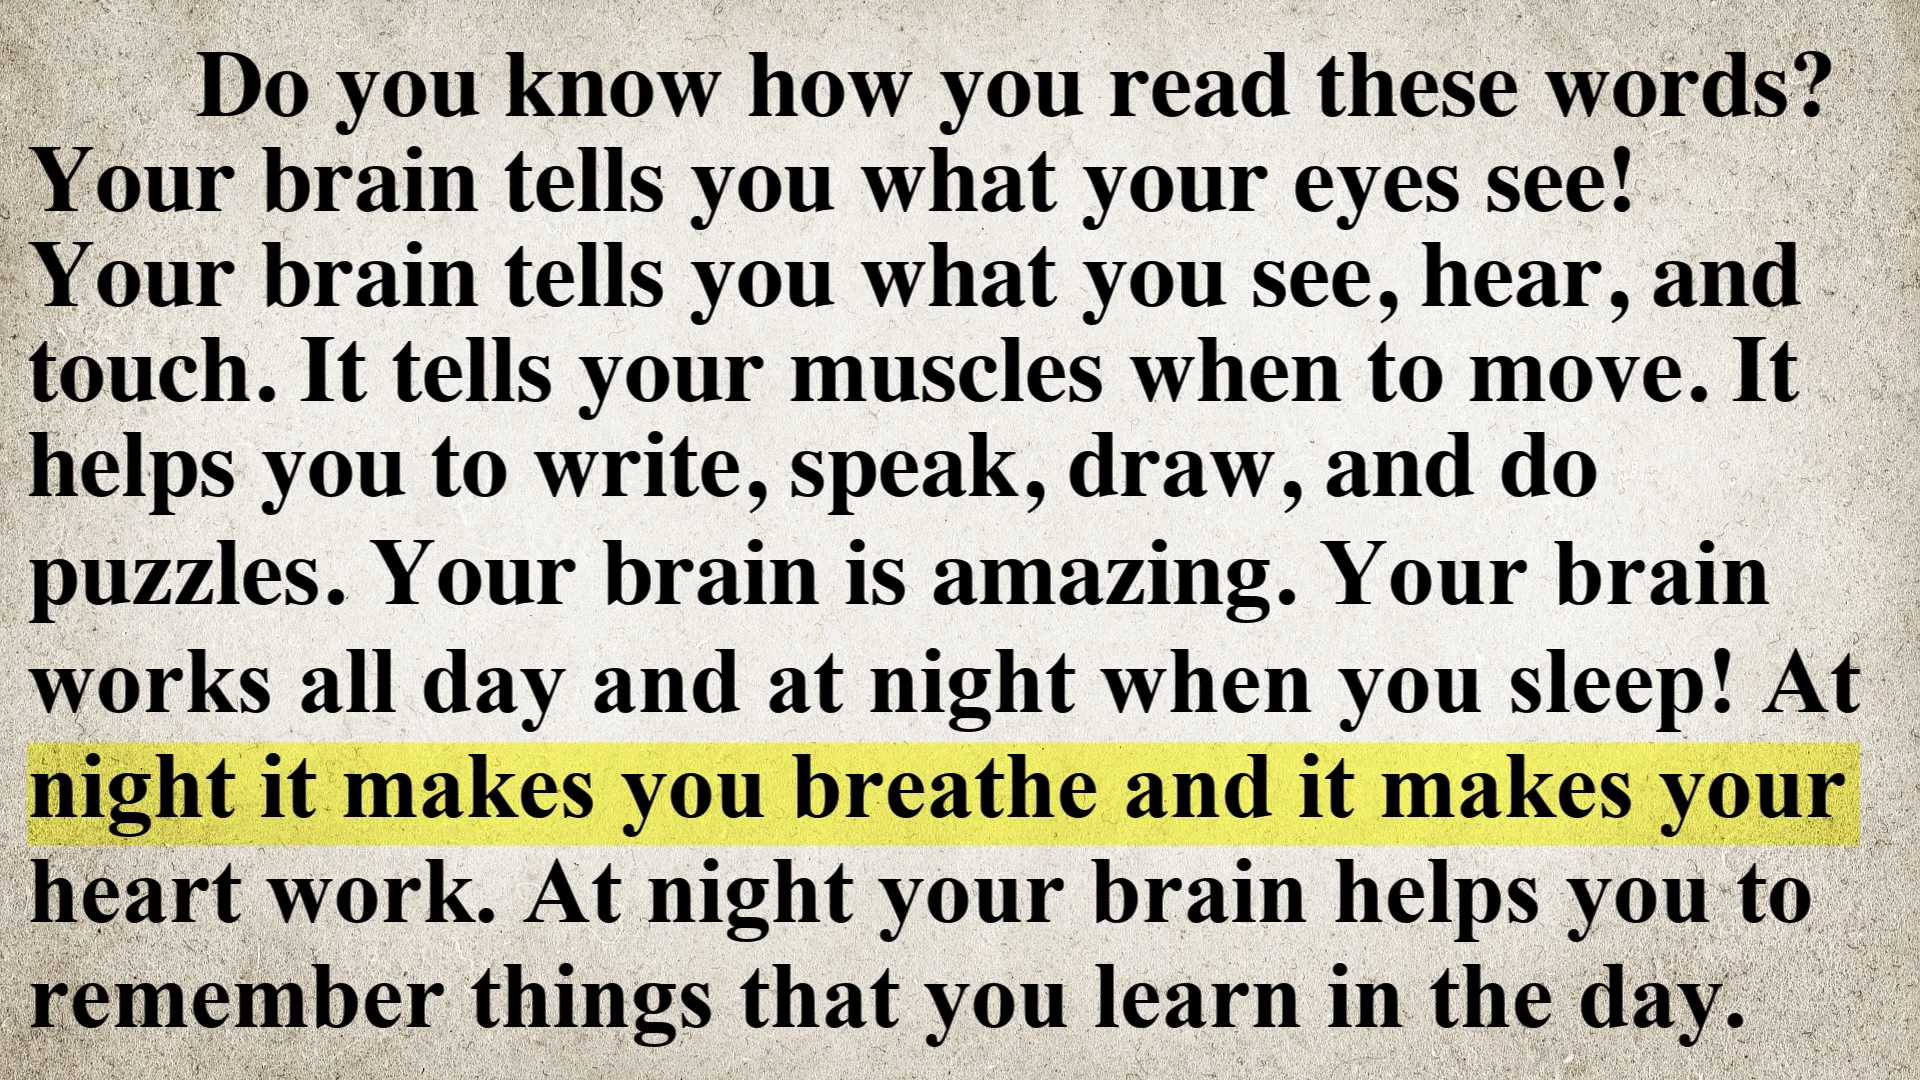 Do you know how you read these words?
Your brain tells you what your eyes see!
Your brain tells you what you see, hear, and
touch. It tells your muscles when to move. It
helps you to write, speak, draw, and do
puzzles. Your brain is amazing. Your brain
works all day and at night when you sleep! At
night it makes you breathe and it makes your
heart work. At night your brain helps you to
remember things that you learn in the day.